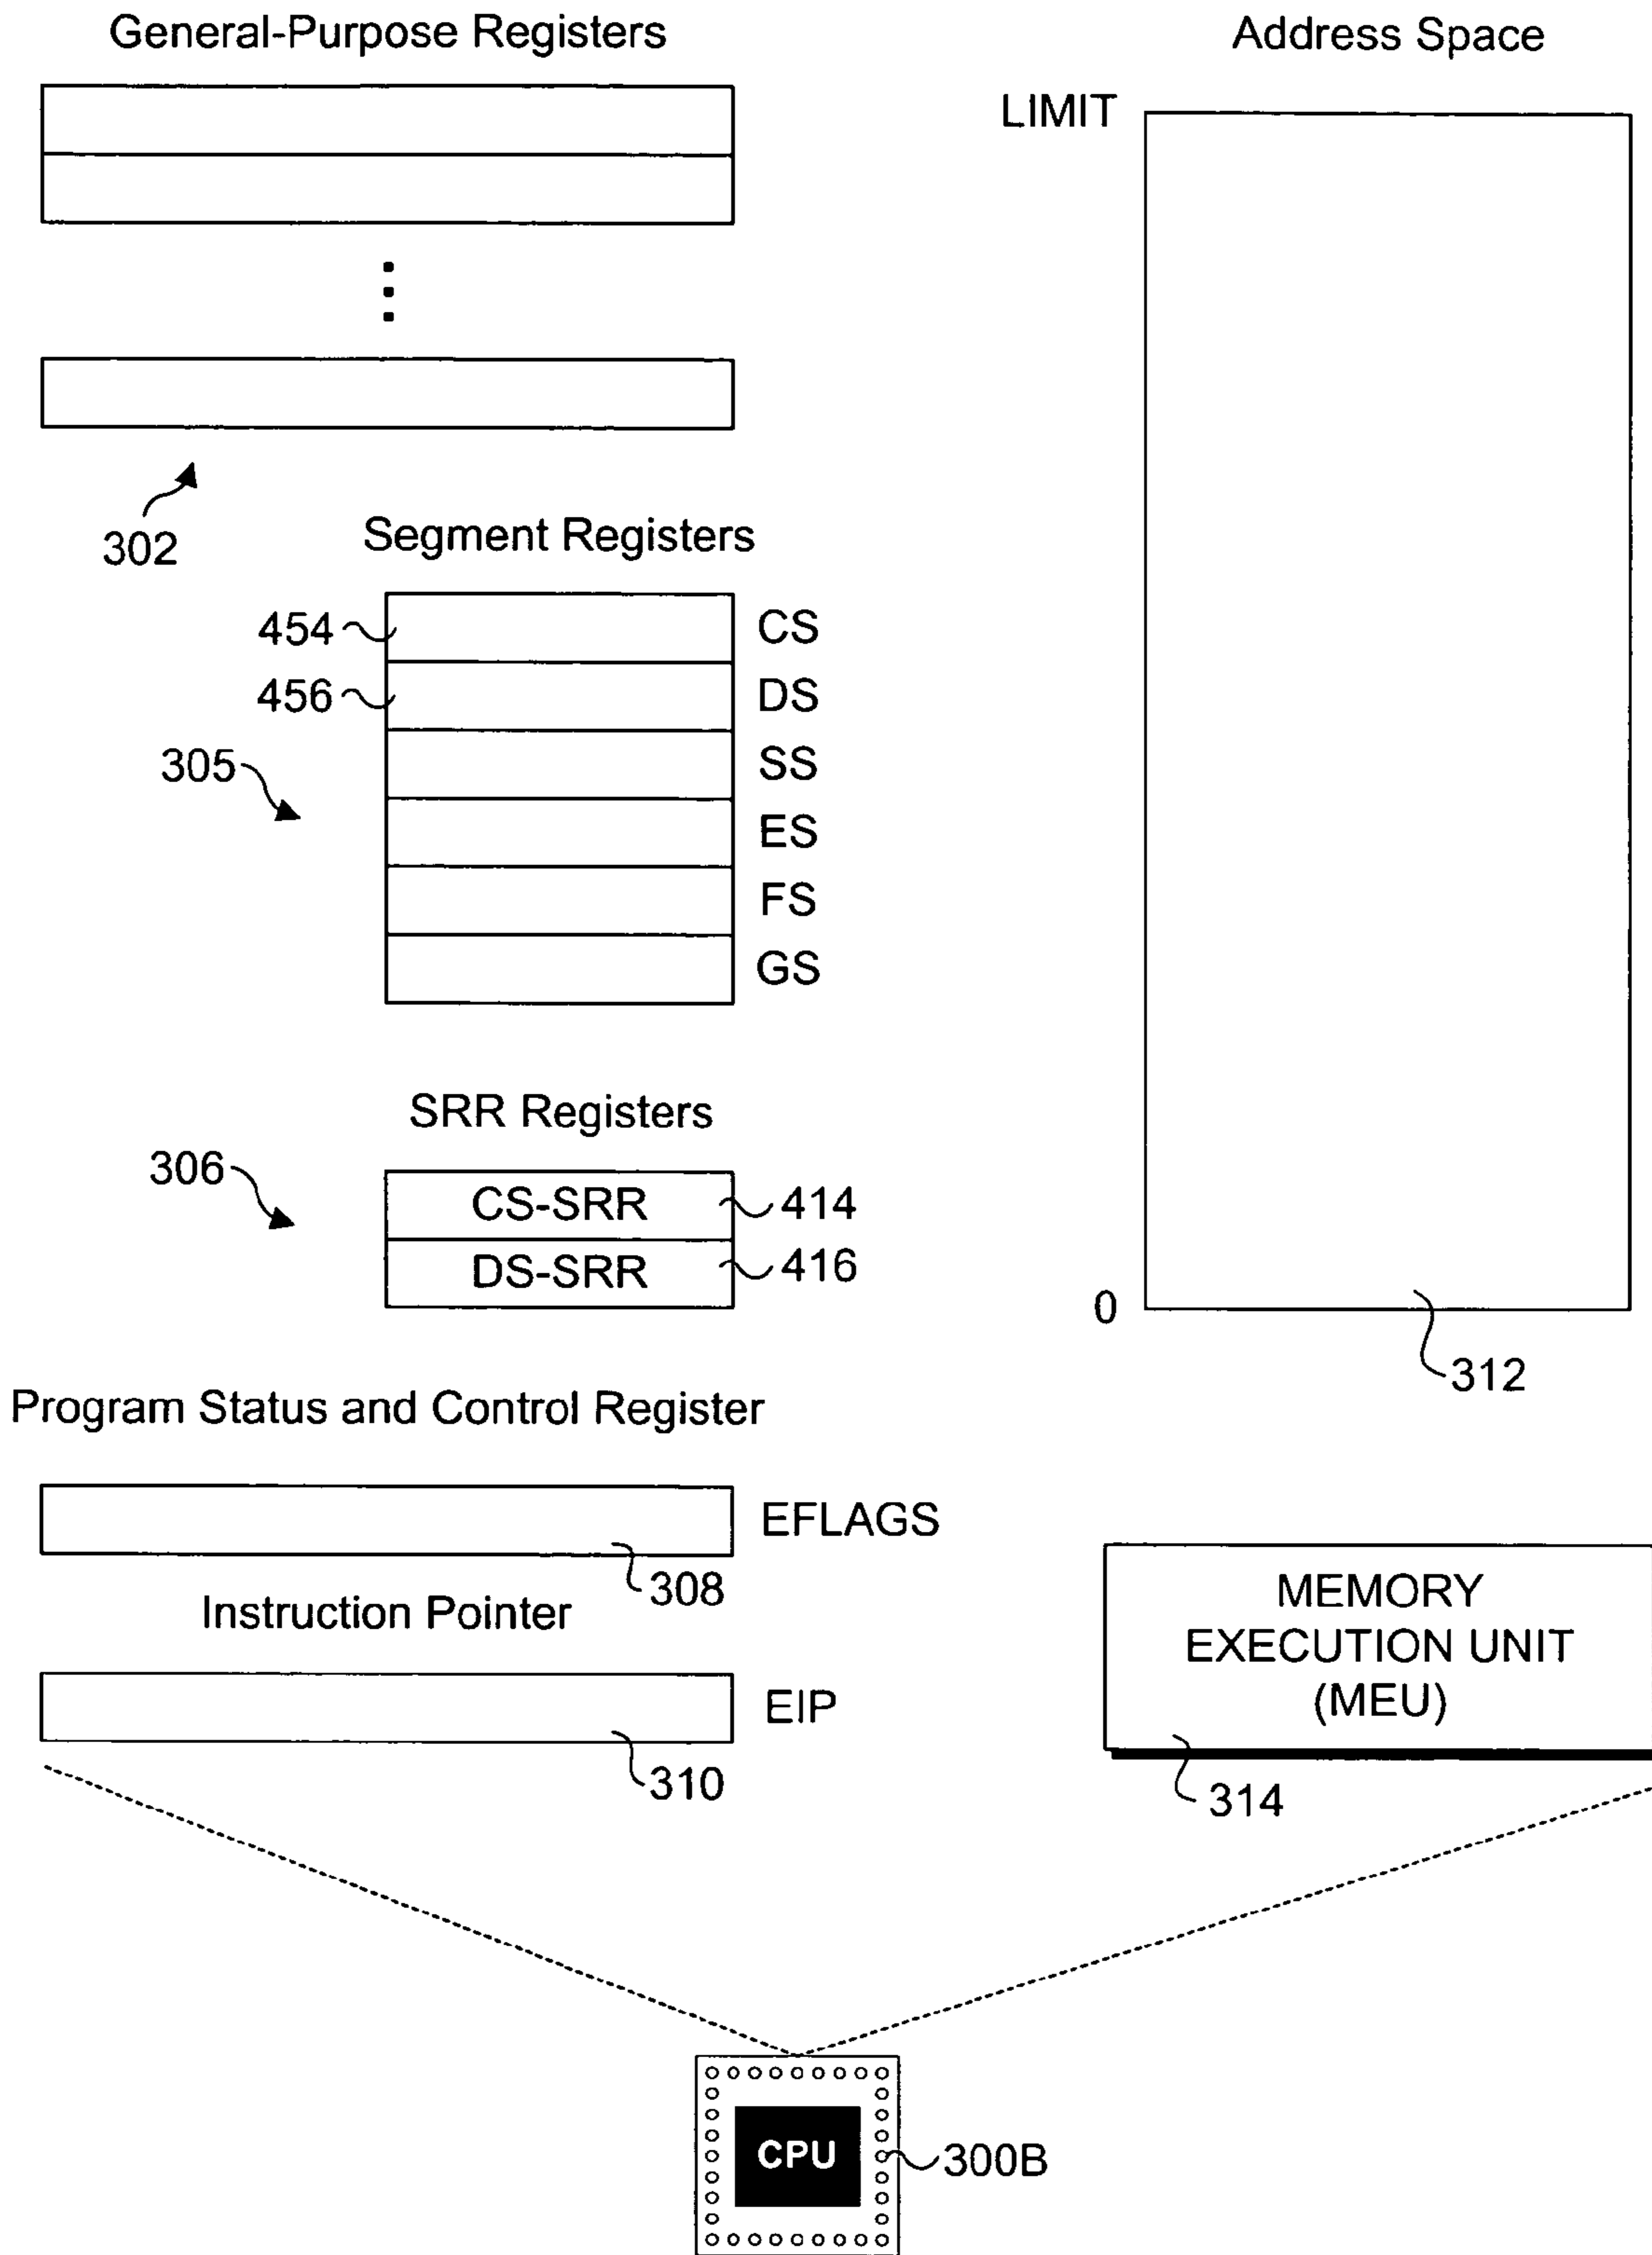 General-Purpose Registers
Address Space
LIMIT
302
Segment Registers
454
CS
456
DS
305
SS
ES
FS
GS
SRR Registers
306
CS-SRR
414
DS-SRR
416
0
312
Program Status and Control Register
EFLAGS
308
Instruction Pointer
EIP
310
MEMORY
EXECUTION UNIT
(MEU)
314
CPU
300B